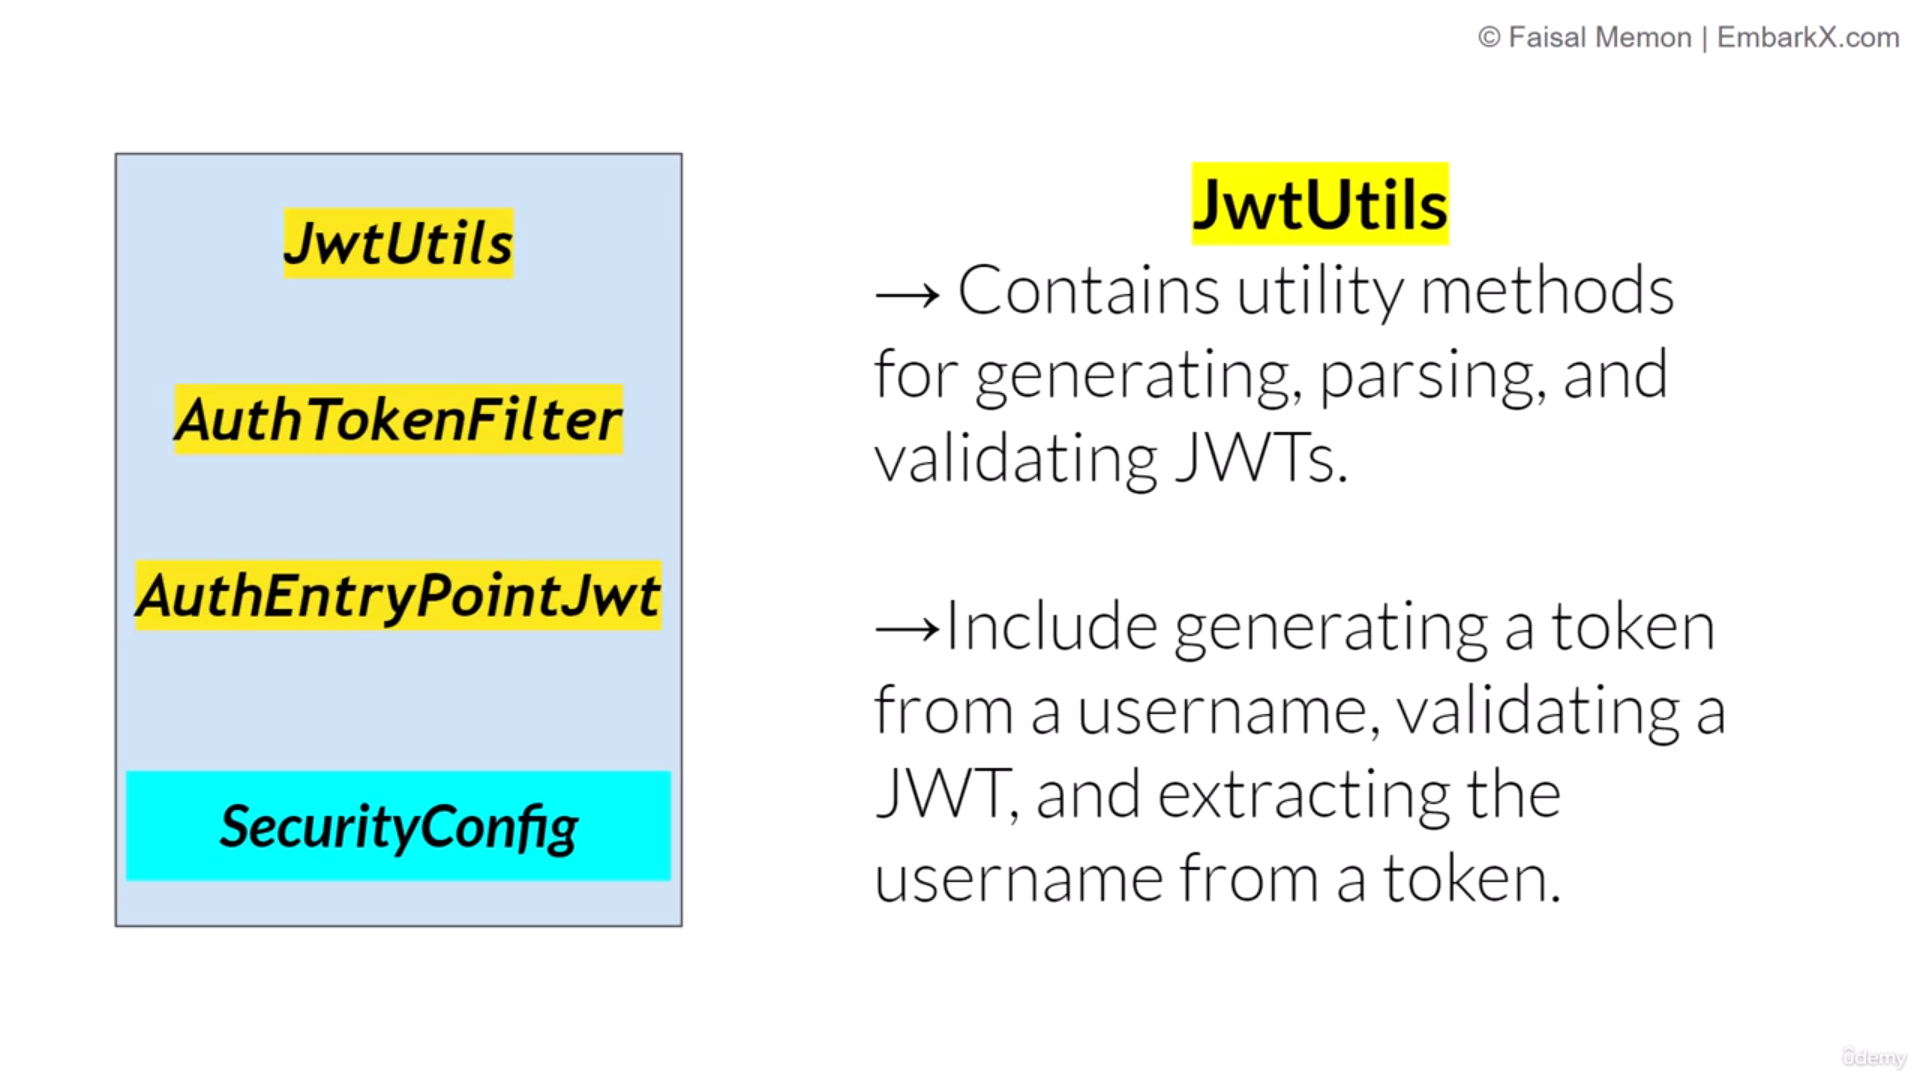 © Faisal Memon | EmbarkX.com
JwtUtils
AuthTokenFilter
AuthEntryPointJwt
SecurityConfig
JwtUtils
→ Contains utility methods
for generating, parsing, and
validating JWTs.
→Include generating a token
from a username, validating a
JWT, and extracting the
username from a token.
ûdemy